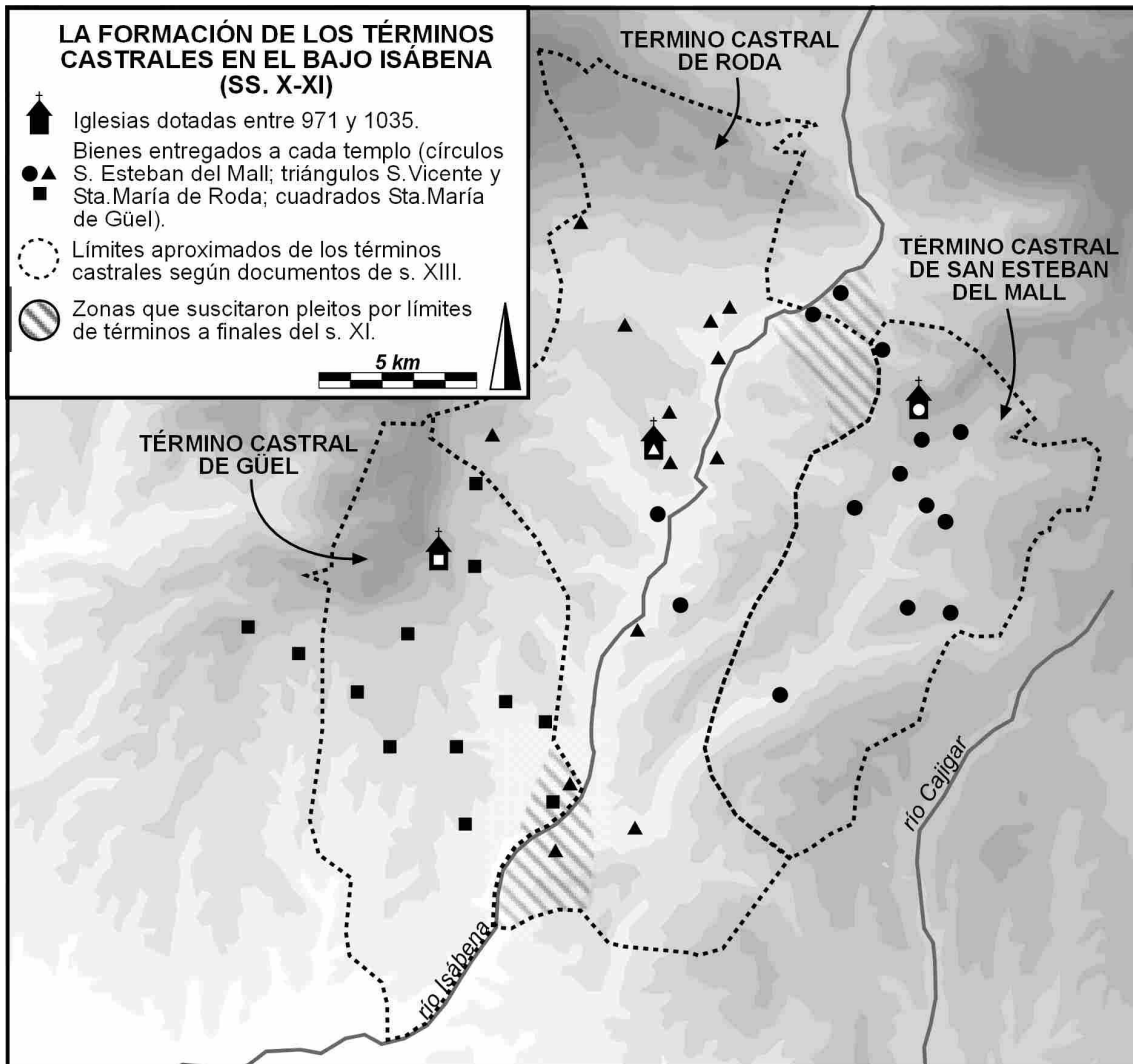 LA FORMACIÓN DE LOS TÉRMINOS
CASTRALES EN EL BAJO ISÁBENA
(SS. X-XI)
Iglesias dotadas entre 971 y 1035.
Bienes entregados a cada templo (círculos
S. Esteban del Mall; triángulos S.Vicente y
Sta.María de Roda; cuadrados Sta.María
de Güel).
Límites aproximados de los términos
castrales según documentos de s. XIII.
Zonas que suscitaron pleitos por límites
de términos a finales del s. XI.
5 km
TERMINO CASTRAL
DE RODA
TÉRMINO CASTRAL
DE SAN ESTEBAN
DEL MALL
TÉRMINO CASTRAL
DE GÜEL
río Cajigar
río Isábena